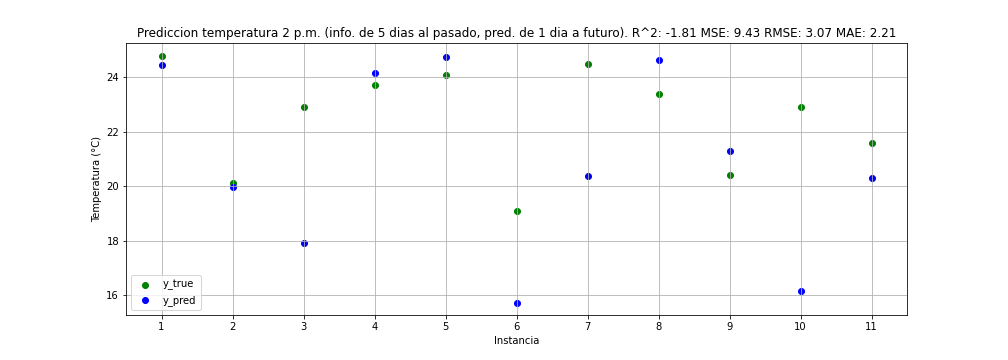 Prediccion temperatura 2 p.m. (info. de 5 dias al pasado, pred. de 1 dia a futuro). R^2: -1.81 MSE: 9.43 RMSE: 3.07 MAE: 2.21
Temperatura (°C)
24
22
20
18
16
y_true
y_pred
1 2 3 4 5 6 7 8 9 10 11
Instancia